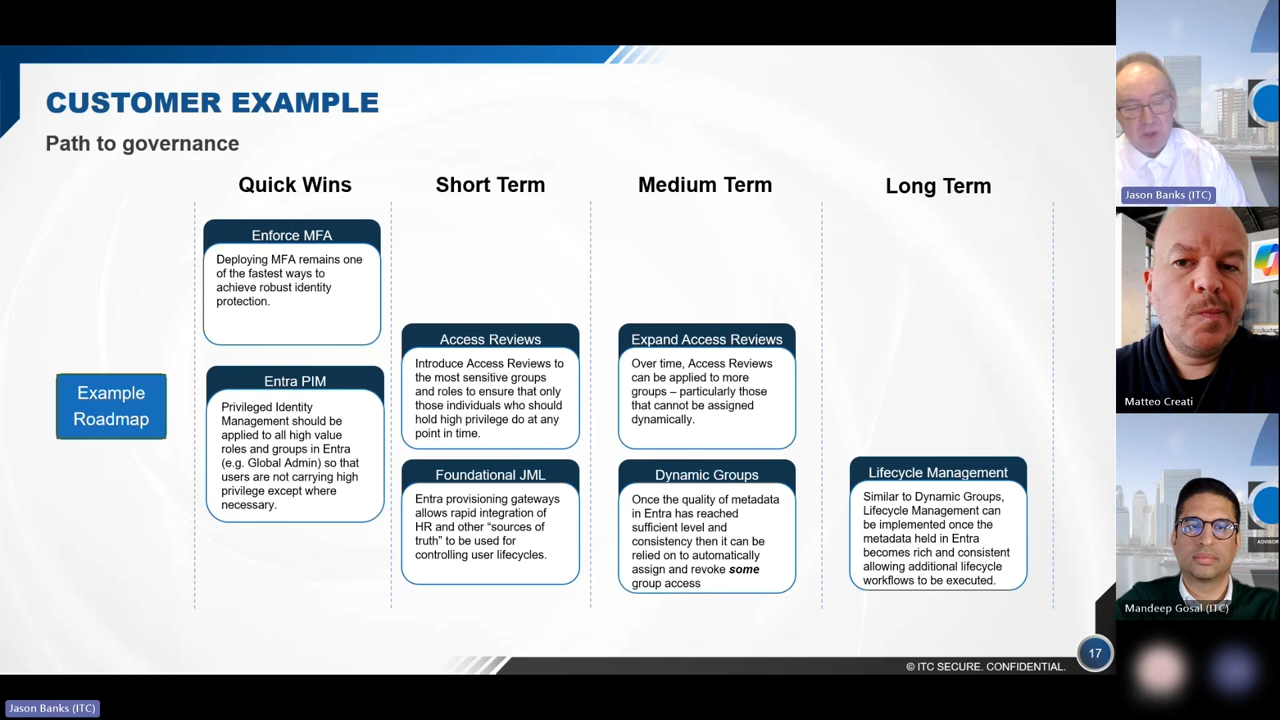 CUSTOMER EXAMPLE
Path to governance
Quick Wins
Short Term
Medium Term
Long Term
Example
Roadmap
Enforce MFA
Deploying MFA remains one
of the fastest ways to
achieve robust identity
protection.
Entra PIM
Privileged Identity
Management should be
applied to all high value
roles and groups in Entra
(e.g. Global Admin) so that
users are not carrying high
privilege except where
necessary.
Access Reviews
Introduce Access Reviews to
the most sensitive groups
and roles to ensure that only
those individuals who should
hold high privilege do at any
point in time.
Foundational JML
Entra provisioning gateways
allows rapid integration of
HR and other “sources of
truth” to be used for
controlling user lifecycles.
Expand Access Reviews
Over time, Access Reviews
can be applied to more
groups – particularly those
that cannot be assigned
dynamically.
Dynamic Groups
Once the quality of metadata
in Entra has reached
sufficient level and
consistency then it can be
relied on to automatically
assign and revoke some
group access
Lifecycle Management
Similar to Dynamic Groups,
Lifecycle Management can
be implemented once the
metadata held in Entra
becomes rich and consistent
allowing additional lifecycle
workflows to be executed.
17
© ITC SECURE. CONFIDENTIAL.
Jason Banks (ITC)
Matteo Creati
ADVISOR
Mandeep Gosal (ITC)
Jason Banks (ITC)